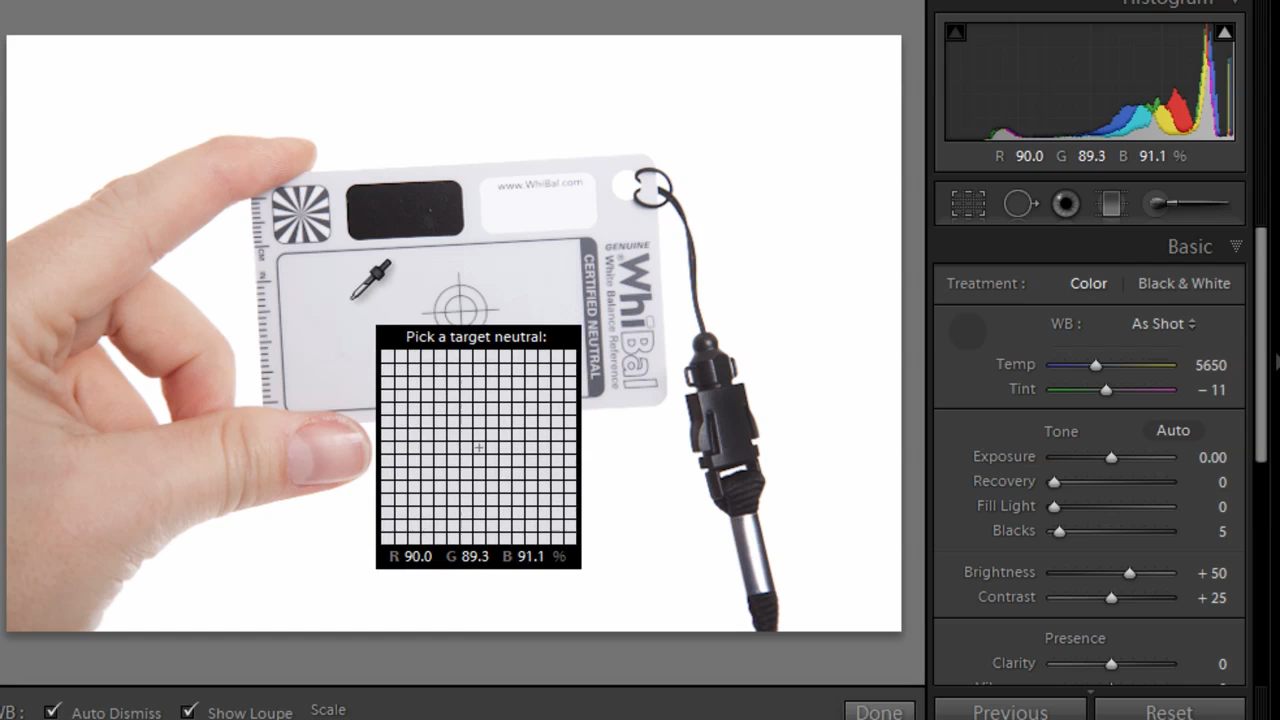 Histogram
R 90.0 G 89.3 B 91.1 %
Basic
Treatment : Color Black & White
WB : As Shot
Temp 5650
Tint – 11
Tone Auto
Exposure 0.00
Recovery 0
Fill Light 0
Blacks 5
Brightness + 50
Contrast + 25
Presence
Clarity 0
Previous Reset
www.WhiBal.com
CM
IN
CERTIFIED NEUTRAL
GENUINE
WhiBal®
White Balance Reference
Pick a target neutral:
R 90.0 G 89.3 B 91.1 %
WB : Auto Dismiss Show Loupe Scale Done